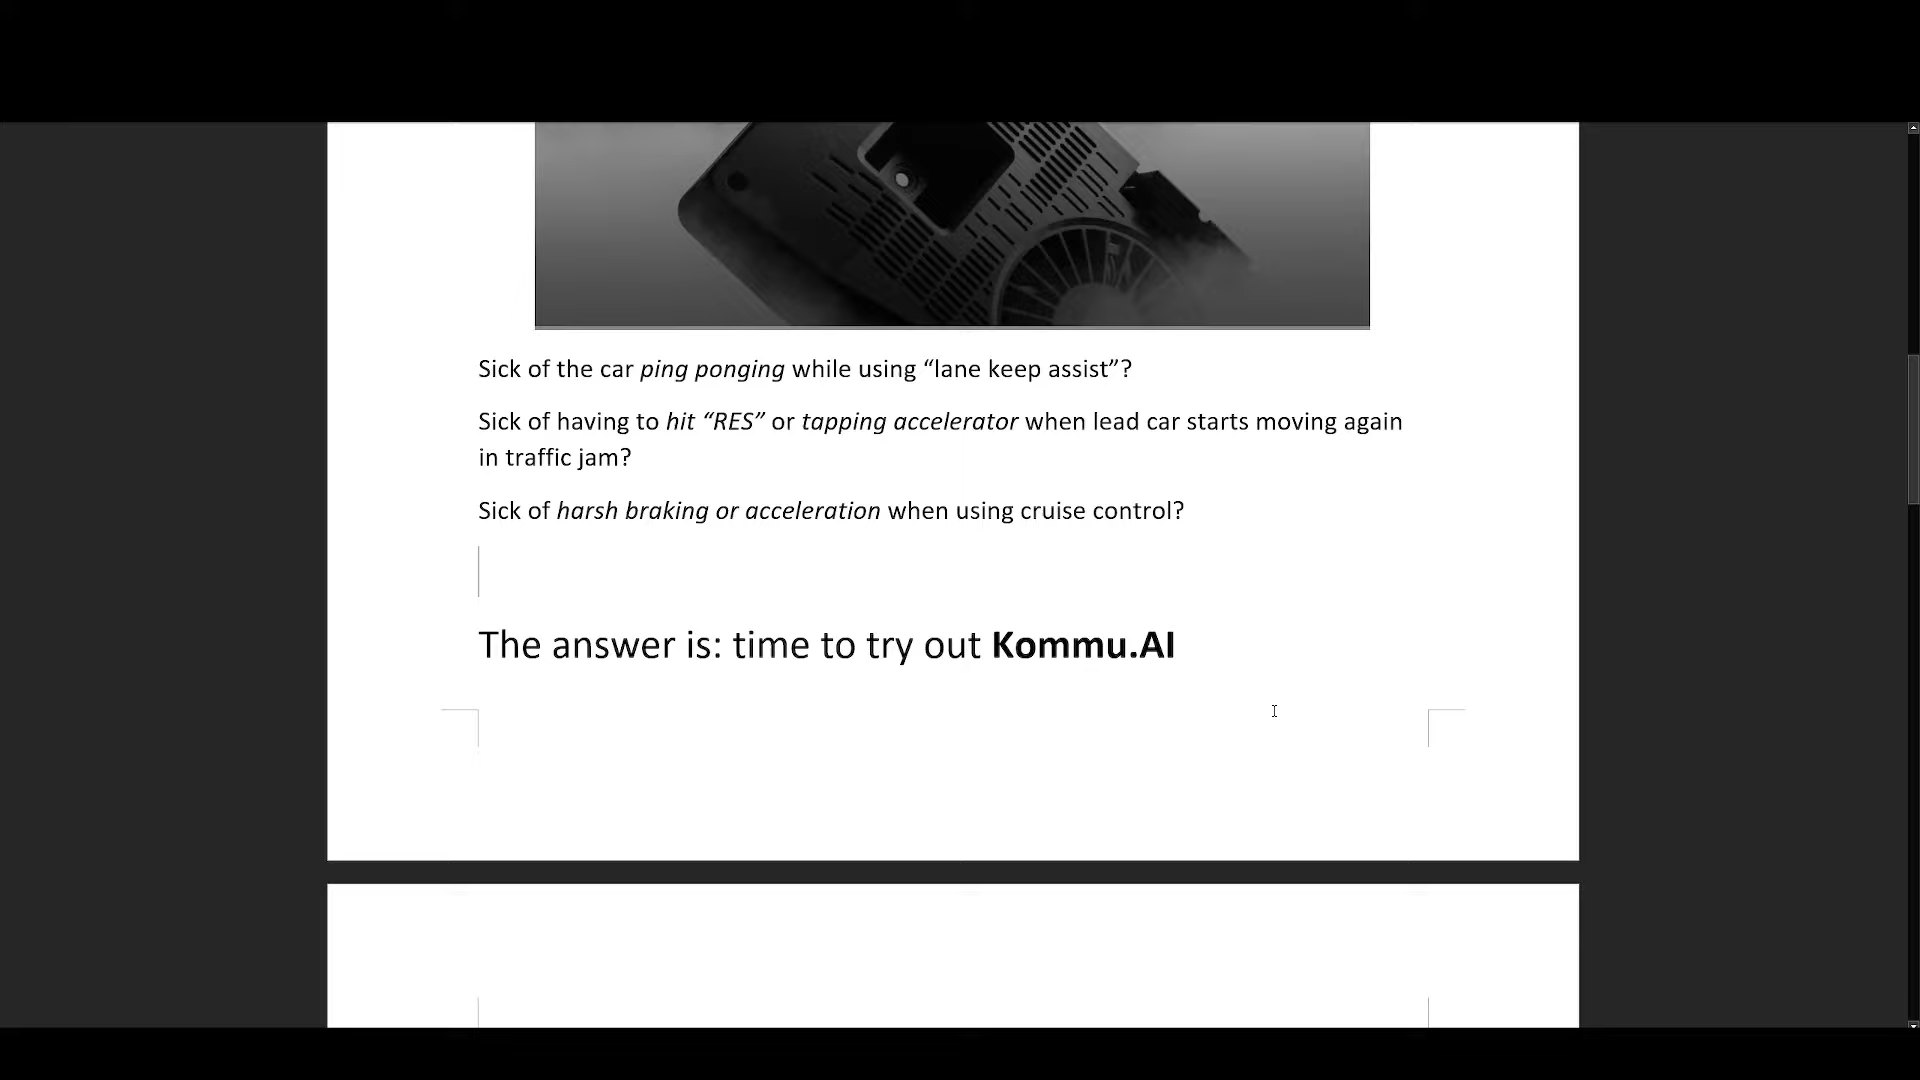 Sick of the car ping ponging while using “lane keep assist”?
Sick of having to hit “RES” or tapping accelerator when lead car starts moving again
in traffic jam?
Sick of harsh braking or acceleration when using cruise control?
The answer is: time to try out Kommu.AI